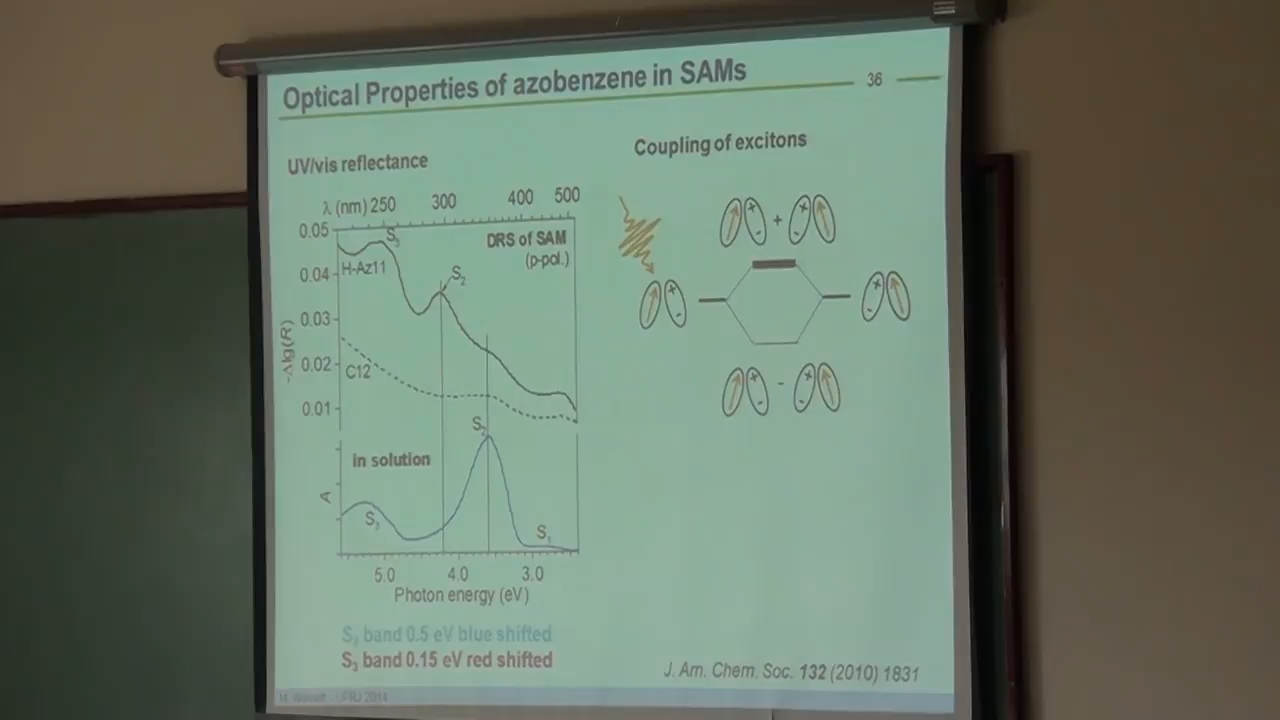 Optical Properties of azobenzene in SAMs
36
UV/vis reflectance
Coupling of excitons
λ (nm) 250 300 400 500
0.05
0.04
0.03
0.02
0.01
-Δlg(R)
S3
H-Az11
DRS of SAM
(p-pol.)
S2
C12
+
-
S2
in solution
A
S3
S1
5.0 4.0 3.0
Photon energy (eV)
S2 band 0.5 eV blue shifted
S3 band 0.15 eV red shifted
J. Am. Chem. Soc. 132 (2010) 1831
UFRJ 2014